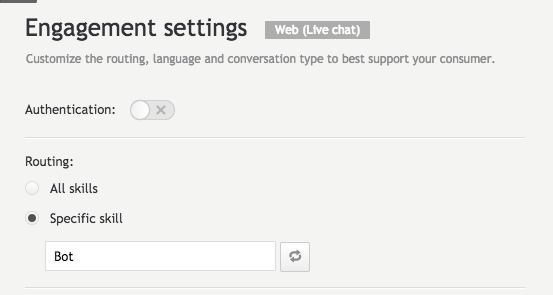 Engagement settings Web (Live chat)
Customize the routing, language and conversation type to best support your consumer.
Authentication:
Routing:
All skills
Specific skill
Bot